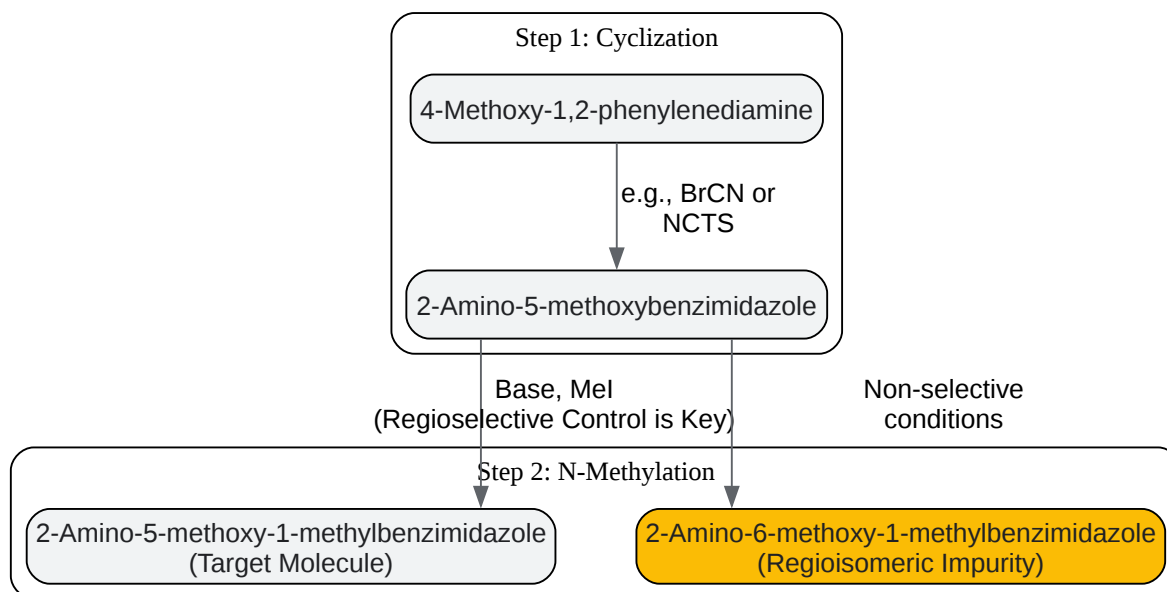 Step 1: Cyclization
4-Methoxy-1,2-phenylenediamine
e.g., BrCN or
NCTS
2-Amino-5-methoxybenzimidazole
Base, MeI
(Regioselective Control is Key)
Non-selective
conditions
Step 2: N-Methylation
2-Amino-5-methoxy-1-methylbenzimidazole
(Target Molecule)
2-Amino-6-methoxy-1-methylbenzimidazole
(Regioisomeric Impurity)